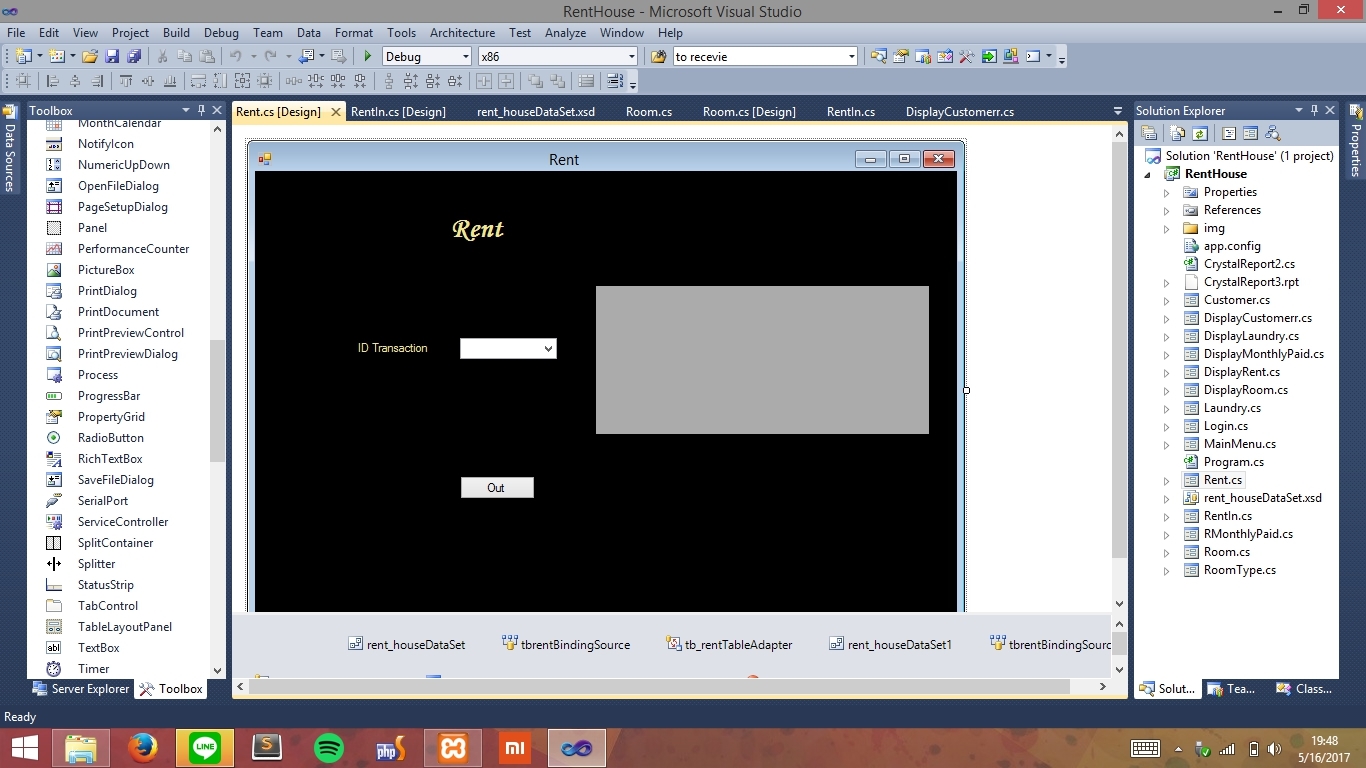 RentHouse - Microsoft Visual Studio
File Edit View Project Build Debug Team Data Format Tools Architecture Test Analyze Window Help
Debug x86 to recevie
Data Sources
Toolbox
MonthCalendar
NotifyIcon
NumericUpDown
OpenFileDialog
PageSetupDialog
Panel
PerformanceCounter
PictureBox
PrintDialog
PrintDocument
PrintPreviewControl
PrintPreviewDialog
Process
ProgressBar
PropertyGrid
RadioButton
RichTextBox
SaveFileDialog
SerialPort
ServiceController
SplitContainer
Splitter
StatusStrip
TabControl
TableLayoutPanel
TextBox
Timer
Server Explorer Toolbox
Rent.cs [Design] RentIn.cs [Design] rent_houseDataSet.xsd Room.cs Room.cs [Design] RentIn.cs DisplayCustomerr.cs
Rent
Rent
ID Transaction
Out
rent_houseDataSet tbrentBindingSource tb_rentTableAdapter rent_houseDataSet1 tbrentBindingSourc
Solution Explorer
Solution 'RentHouse' (1 project)
RentHouse
Properties
References
img
app.config
CrystalReport2.cs
CrystalReport3.rpt
Customer.cs
DisplayCustomerr.cs
DisplayLaundry.cs
DisplayMonthlyPaid.cs
DisplayRent.cs
DisplayRoom.cs
Laundry.cs
Login.cs
MainMenu.cs
Program.cs
Rent.cs
rent_houseDataSet.xsd
RentIn.cs
RMonthlyPaid.cs
Room.cs
RoomType.cs
Solut... Tea... Class...
Properties
Ready
LINE S php mi
19:48
5/16/2017